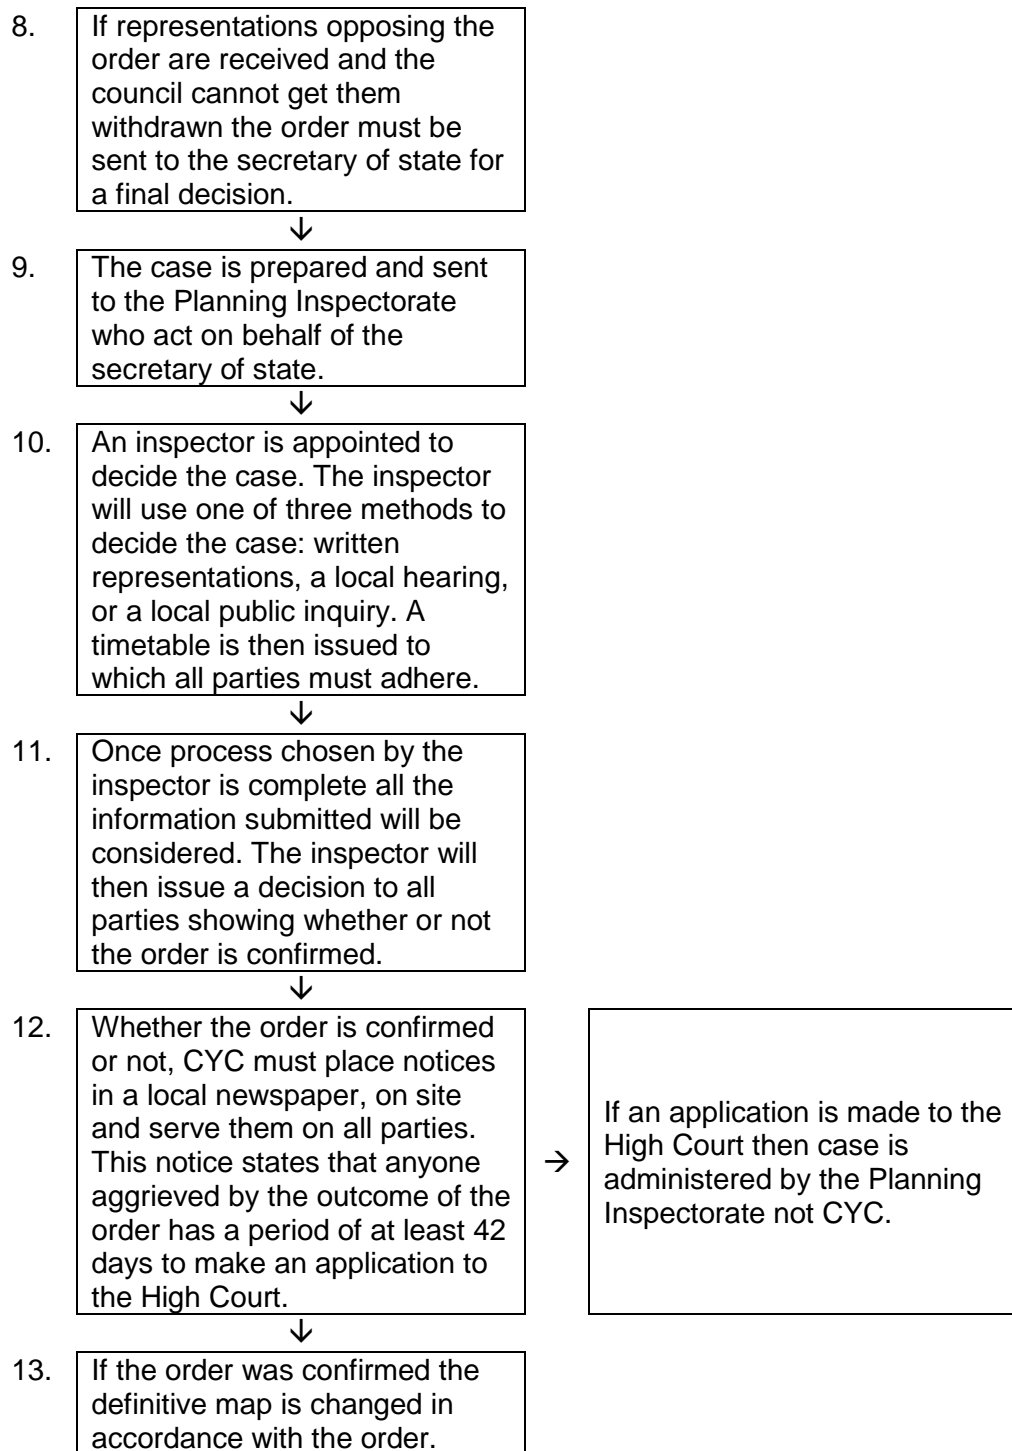 8. If representations opposing the
order are received and the
council cannot get them
withdrawn the order must be
sent to the secretary of state for
a final decision.
↓
9. The case is prepared and sent
to the Planning Inspectorate
who act on behalf of the
secretary of state.
↓
10. An inspector is appointed to
decide the case. The inspector
will use one of three methods to
decide the case: written
representations, a local hearing,
or a local public inquiry. A
timetable is then issued to
which all parties must adhere.
↓
11. Once process chosen by the
inspector is complete all the
information submitted will be
considered. The inspector will
then issue a decision to all
parties showing whether or not
the order is confirmed.
↓
12. Whether the order is confirmed
or not, CYC must place notices
in a local newspaper, on site
and serve them on all parties.
This notice states that anyone
aggrieved by the outcome of the
order has a period of at least 42
days to make an application to
the High Court.
→
If an application is made to the
High Court then case is
administered by the Planning
Inspectorate not CYC.
↓
13. If the order was confirmed the
definitive map is changed in
accordance with the order.